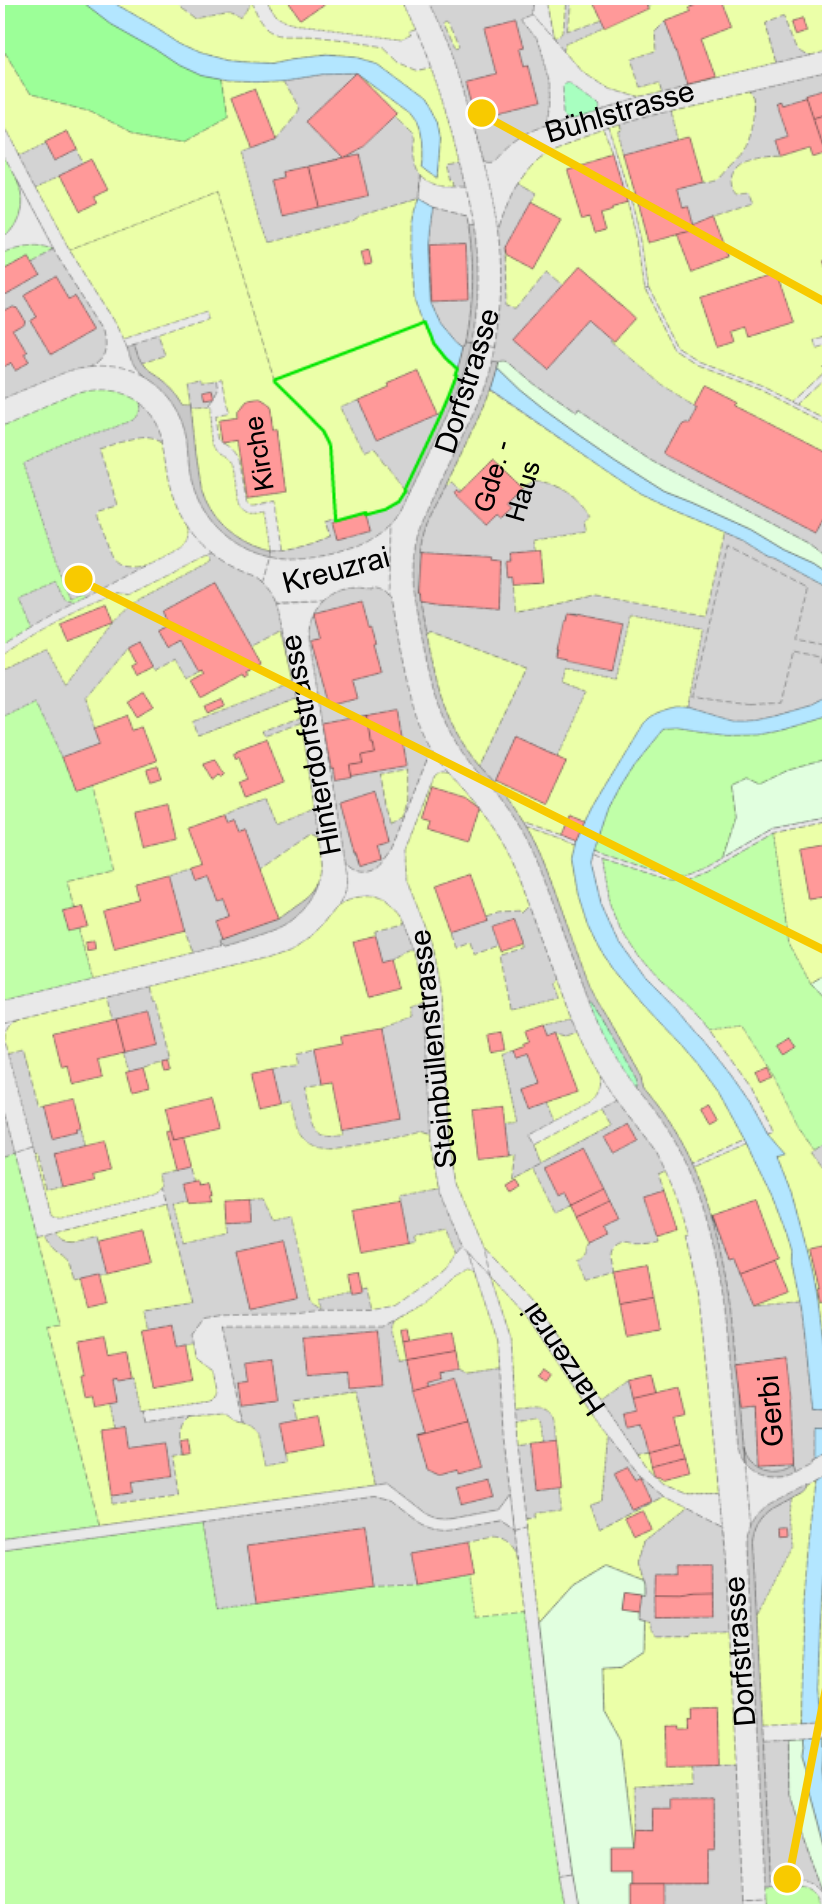 Bühlstrasse
Dorfstrasse
Kirche
Gde. -
Haus
Kreuzrai
Hinterdorfstrasse
Steinbüllenstrasse
Harzenrai
Gerbi
Dorfstrasse